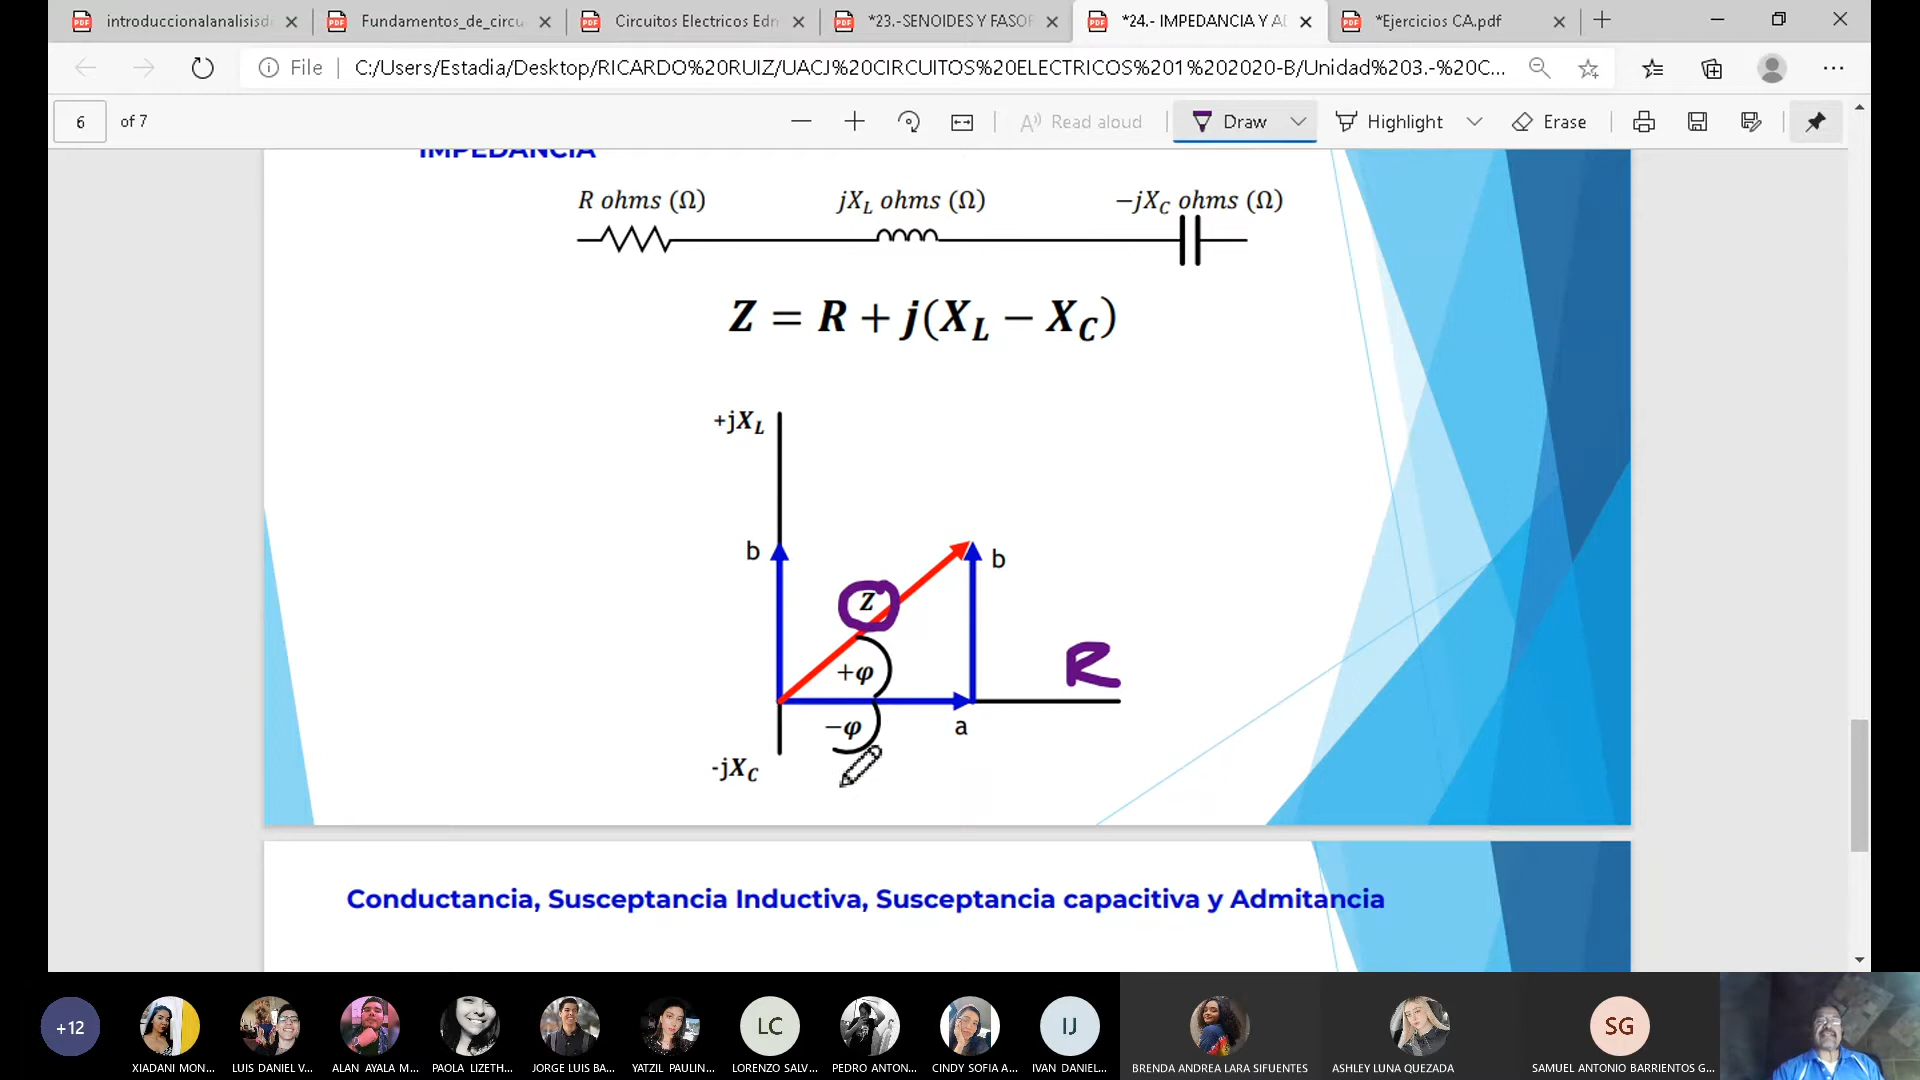 introduccionalanalisisde
Fundamentos_de_circu
Circuitos Electricos Edn
*23.-SENOIDES Y FASOF
*24.- IMPEDANCIA Y A
*Ejercicios CA.pdf
File
C:/Users/Estadia/Desktop/RICARDO%20RUIZ/UACJ%20CIRCUITOS%20ELECTRICOS%201%202020-B/Unidad%203.-%20C...
6 of 7
Read aloud
Draw
Highlight
Erase
IMPEDANCIA
R ohms (Ω) jX_L ohms (Ω) −jX_C ohms (Ω)
Z = R + j(X_L − X_C)
+jX_L
b
b
Z
R
+φ
−φ
a
-jX_C
Conductancia, Susceptancia Inductiva, Susceptancia capacitiva y Admitancia
+12
LC
IJ
SG
XIADANI MON...
LUIS DANIEL V...
ALAN AYALA M...
PAOLA LIZETH...
JORGE LUIS BA...
YATZIL PAULIN...
LORENZO SALV...
PEDRO ANTON...
CINDY SOFIA A...
IVAN DANIEL...
BRENDA ANDREA LARA SIFUENTES
ASHLEY LUNA QUEZADA
SAMUEL ANTONIO BARRIENTOS G...